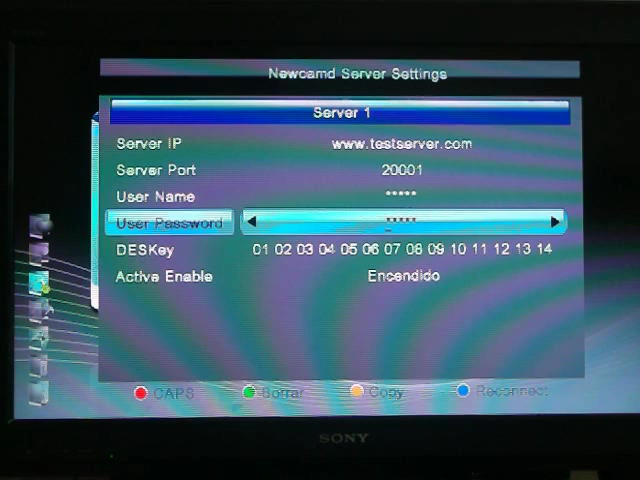 Newcamd Server Settings
Server 1
Server IP www.testserver.com
Server Port 20001
User Name *****
User Password *****
DESKey 01 02 03 04 05 06 07 08 09 10 11 12 13 14
Active Enable Encendido
CAPS Borrar Copy Reconnect
SONY